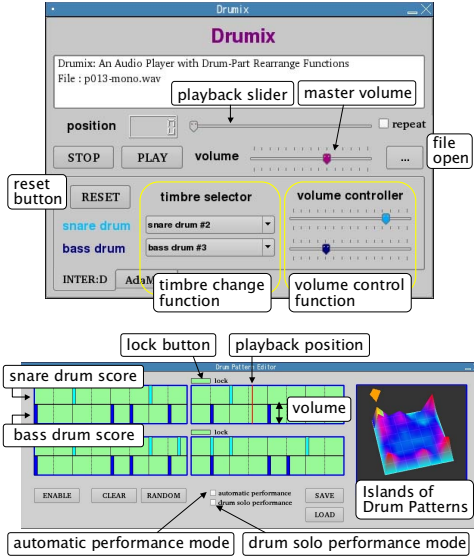 Drumix
Drumix
Drumix: An Audio Player with Drum-Part Rearrange Functions
File : p013-mono.wav
playback slider
master volume
position
repeat
STOP
PLAY
volume
...
file
open
reset
button
RESET
timbre selector
volume controller
snare drum
snare drum #2
bass drum
bass drum #3
INTER:D
AdaM
timbre change
function
volume control
function
lock button
playback position
Drum Pattern Editor
snare drum score
lock
volume
bass drum score
lock
ENABLE
CLEAR
RANDOM
automatic performance
drum solo performance
SAVE
LOAD
Islands of
Drum Patterns
automatic performance mode
drum solo performance mode